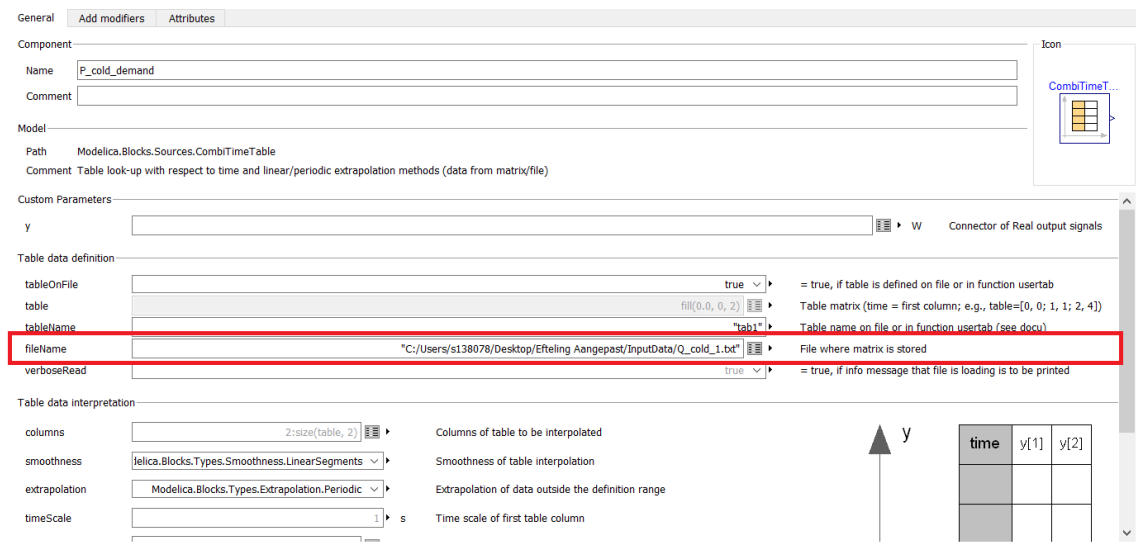 General Add modifiers Attributes
Component
Icon
Name P_cold_demand
Comment
CombiTimeT...
Model
Path Modelica.Blocks.Sources.CombiTimeTable
Comment Table look-up with respect to time and linear/periodic extrapolation methods (data from matrix/file)
Custom Parameters
y W Connector of Real output signals
Table data definition
tableOnFile true = true, if table is defined on file or in function usertab
table fill(0.0, 0, 2) Table matrix (time = first column; e.g., table=[0, 0; 1, 1; 2, 4])
tableName "tab1" Table name on file or in function usertab (see docu)
fileName "C:/Users/s138078/Desktop/Efteling Aangepast/InputData/Q_cold_1.txt" File where matrix is stored
verboseRead true = true, if info message that file is loading is to be printed
Table data interpretation
columns 2:size(table, 2) Columns of table to be interpolated
y
time y[1] y[2]
smoothness delica.Blocks.Types.Smoothness.LinearSegments Smoothness of table interpolation
extrapolation Modelica.Blocks.Types.Extrapolation.Periodic Extrapolation of data outside the definition range
timeScale 1 s Time scale of first table column